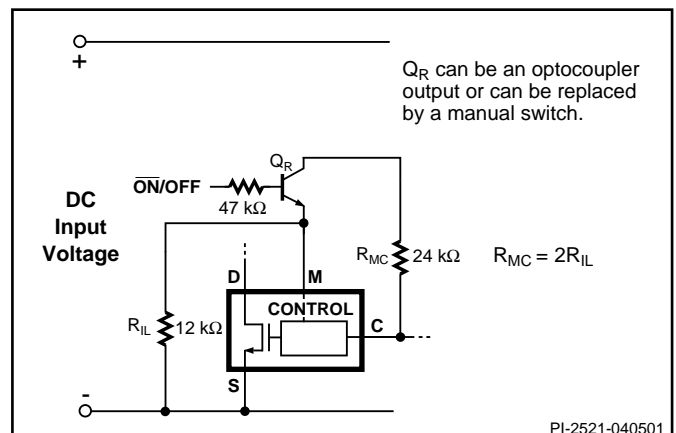 +
Q_R can be an optocoupler
output or can be replaced
by a manual switch.
Q_R
O̅N̅/OFF
47 kΩ
DC
Input
Voltage
R_MC
24 kΩ
R_MC = 2R_IL
D
M
CONTROL
C
R_IL
12 kΩ
S
-
PI-2521-040501